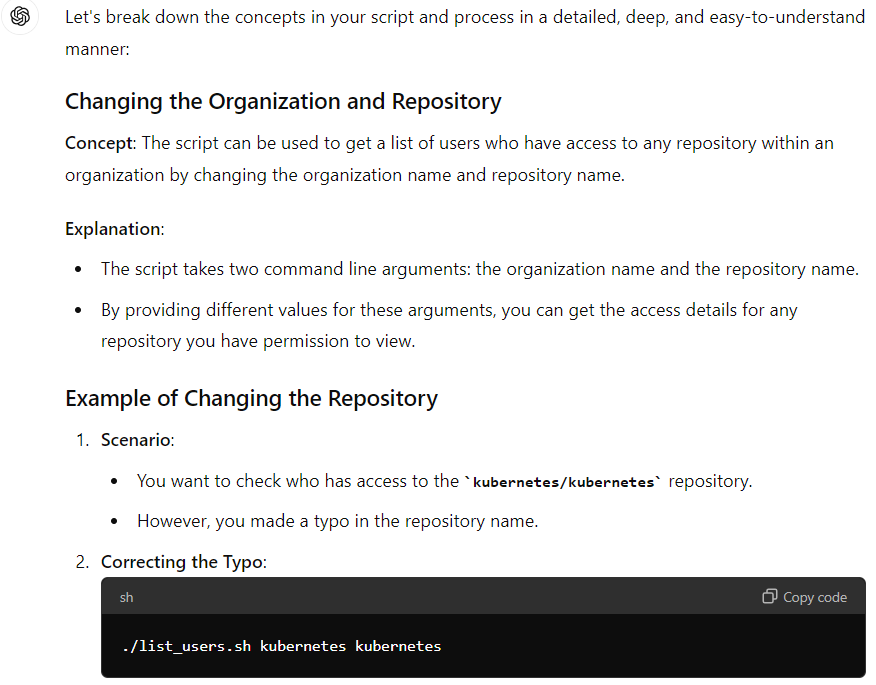 Let's break down the concepts in your script and process in a detailed, deep, and easy-to-understand
manner:
Changing the Organization and Repository
Concept: The script can be used to get a list of users who have access to any repository within an
organization by changing the organization name and repository name.
Explanation:
• The script takes two command line arguments: the organization name and the repository name.
• By providing different values for these arguments, you can get the access details for any
repository you have permission to view.
Example of Changing the Repository
1. Scenario:
• You want to check who has access to the `kubernetes/kubernetes` repository.
• However, you made a typo in the repository name.
2. Correcting the Typo:
sh Copy code
./list_users.sh kubernetes kubernetes